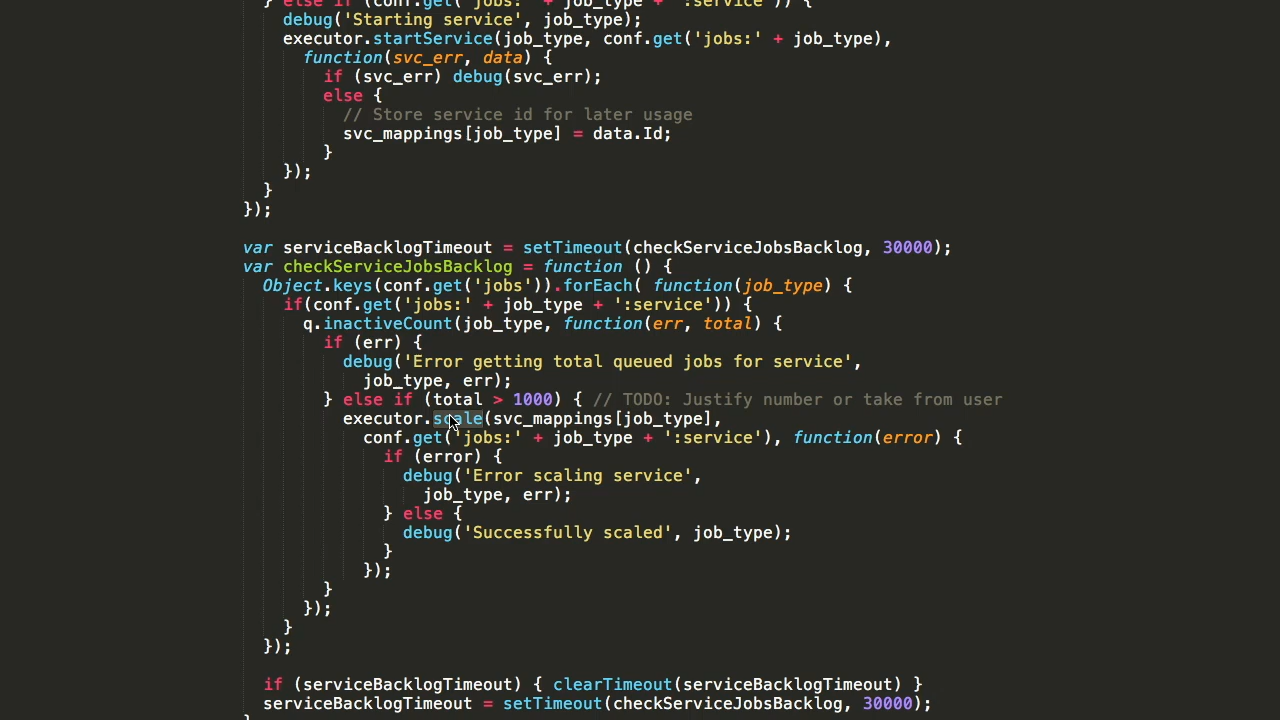 } else if (conf.get('jobs:' + job_type + ':service')) {
debug('Starting service', job_type);
executor.startService(job_type, conf.get('jobs:' + job_type),
function(svc_err, data) {
if (svc_err) debug(svc_err);
else {
// Store service id for later usage
svc_mappings[job_type] = data.Id;
}
});
}
});
var serviceBacklogTimeout = setTimeout(checkServiceJobsBacklog, 30000);
var checkServiceJobsBacklog = function () {
Object.keys(conf.get('jobs')).forEach( function(job_type) {
if(conf.get('jobs:' + job_type + ':service')) {
q.inactiveCount(job_type, function(err, total) {
if (err) {
debug('Error getting total queued jobs for service',
job_type, err);
} else if (total > 1000) { // TODO: Justify number or take from user
executor.scale(svc_mappings[job_type],
conf.get('jobs:' + job_type + ':service'), function(error) {
if (error) {
debug('Error scaling service',
job_type, err);
} else {
debug('Successfully scaled', job_type);
}
});
}
});
}
});
if (serviceBacklogTimeout) { clearTimeout(serviceBacklogTimeout) }
serviceBacklogTimeout = setTimeout(checkServiceJobsBacklog, 30000);
}